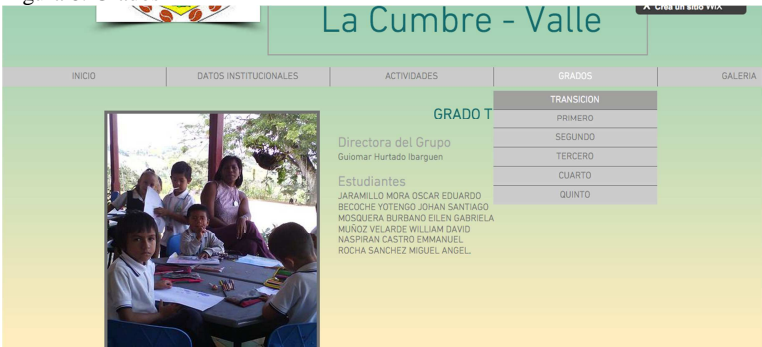 La Cumbre - Valle
Crea un sitio WIX
INICIO
DATOS INSTITUCIONALES
ACTIVIDADES
GRADOS
GALERIA
TRANSICION
PRIMERO
SEGUNDO
TERCERO
CUARTO
QUINTO
GRADO T
Directora del Grupo
Guiomar Hurtado Ibarguen
Estudiantes
JARAMILLO MORA OSCAR EDUARDO
BECOCHE YOTENGO JOHAN SANTIAGO
MOSQUERA BURBANO EILEN GABRIELA
MUÑOZ VELARDE WILLIAM DAVID
NASPIRAN CASTRO EMMANUEL
ROCHA SANCHEZ MIGUEL ANGEL.